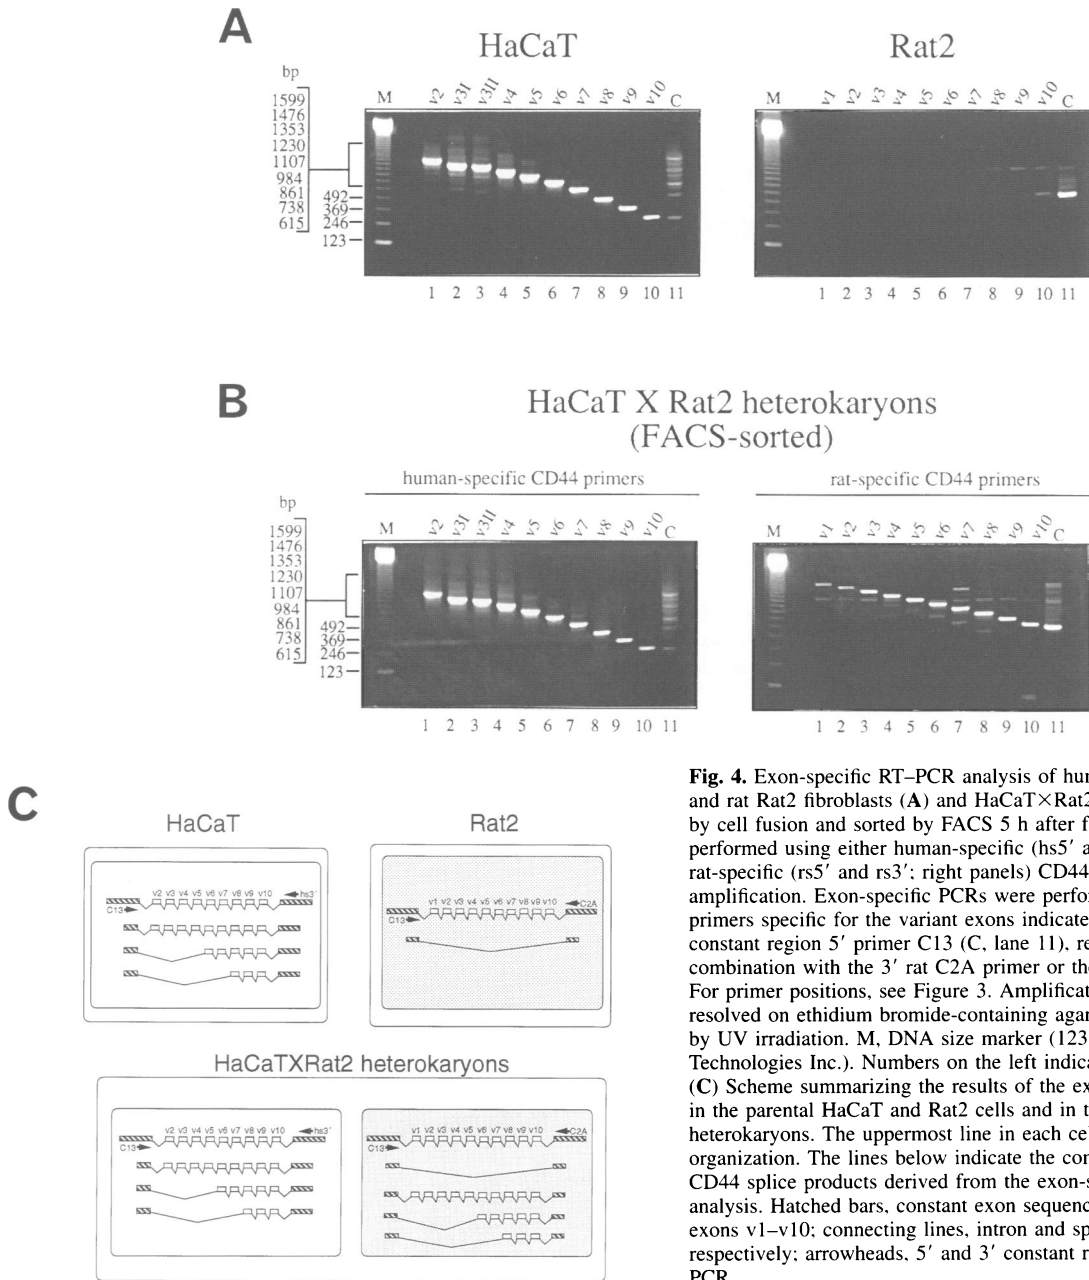 A
HaCaT
Rat2
bp
M v2 v3I v3II v4 v5 v6 v7 v8 v9 v10 C
M v1 v2 v3 v4 v5 v6 v7 v8 v9 v10 C
1599
1476
1353
1230
1107
984
861
738
615
492
369
246
123
1 2 3 4 5 6 7 8 9 10 11
1 2 3 4 5 6 7 8 9 10 11
B
HaCaT X Rat2 heterokaryons
(FACS-sorted)
human-specific CD44 primers
rat-specific CD44 primers
bp
M v2 v3I v3II v4 v5 v6 v7 v8 v9 v10 C
M v1 v2 v3 v4 v5 v6 v7 v8 v9 v10 C
1599
1476
1353
1230
1107
984
861
738
615
492
369
246
123
1 2 3 4 5 6 7 8 9 10 11
1 2 3 4 5 6 7 8 9 10 11
C
HaCaT
v2 v3 v4 v5 v6 v7 v8 v9 v10
hs3'
C13
Rat2
v1 v2 v3 v4 v5 v6 v7 v8 v9 v10
C2A
C13
HaCaTXRat2 heterokaryons
v2 v3 v4 v5 v6 v7 v8 v9 v10
hs3'
C13
v1 v2 v3 v4 v5 v6 v7 v8 v9 v10
C2A
C13
Fig. 4. Exon-specific RT–PCR analysis of hu
and rat Rat2 fibroblasts (A) and HaCaT×Rat2
by cell fusion and sorted by FACS 5 h after f
performed using either human-specific (hs5' a
rat-specific (rs5' and rs3'; right panels) CD44
amplification. Exon-specific PCRs were perfor
primers specific for the variant exons indicate
constant region 5' primer C13 (C, lane 11), re
combination with the 3' rat C2A primer or the
For primer positions, see Figure 3. Amplificat
resolved on ethidium bromide-containing agar
by UV irradiation. M, DNA size marker (123
Technologies Inc.). Numbers on the left indica
(C) Scheme summarizing the results of the ex
in the parental HaCaT and Rat2 cells and in t
heterokaryons. The uppermost line in each cel
organization. The lines below indicate the con
CD44 splice products derived from the exon-s
analysis. Hatched bars, constant exon sequenc
exons v1–v10; connecting lines, intron and sp
respectively; arrowheads, 5' and 3' constant r
PCR.